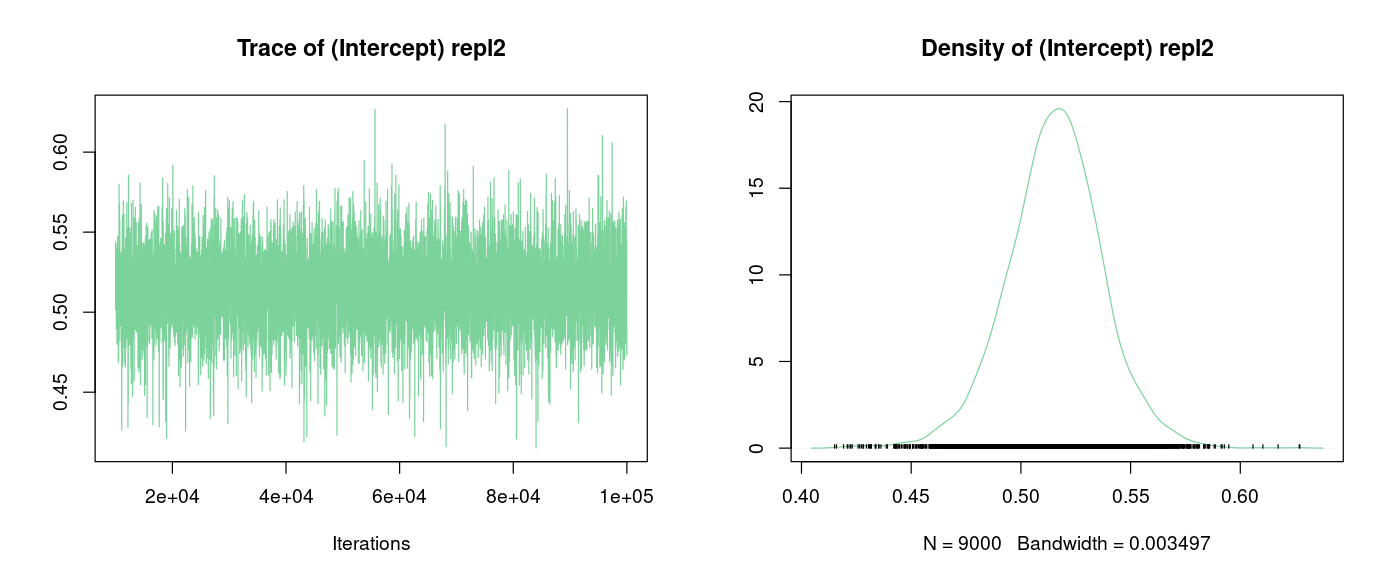 Trace of (Intercept) repl2
0.60
0.55
0.50
0.45
2e+04 4e+04 6e+04 8e+04 1e+05
Iterations
Density of (Intercept) repl2
20
15
10
5
0
0.40 0.45 0.50 0.55 0.60
N = 9000 Bandwidth = 0.003497